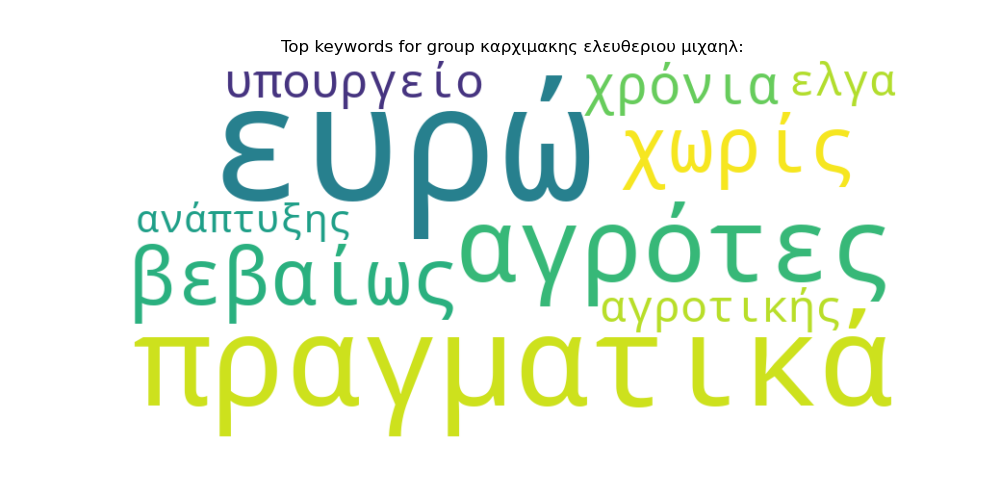 Top keywords for group καρχιμακης ελευθεριου μιχαηλ:
υπουργείο χρόνια ελγα
ευρώ χωρίς
ανάπτυξης αγρότες
βεβαίως αγροτικής
πραγματικά